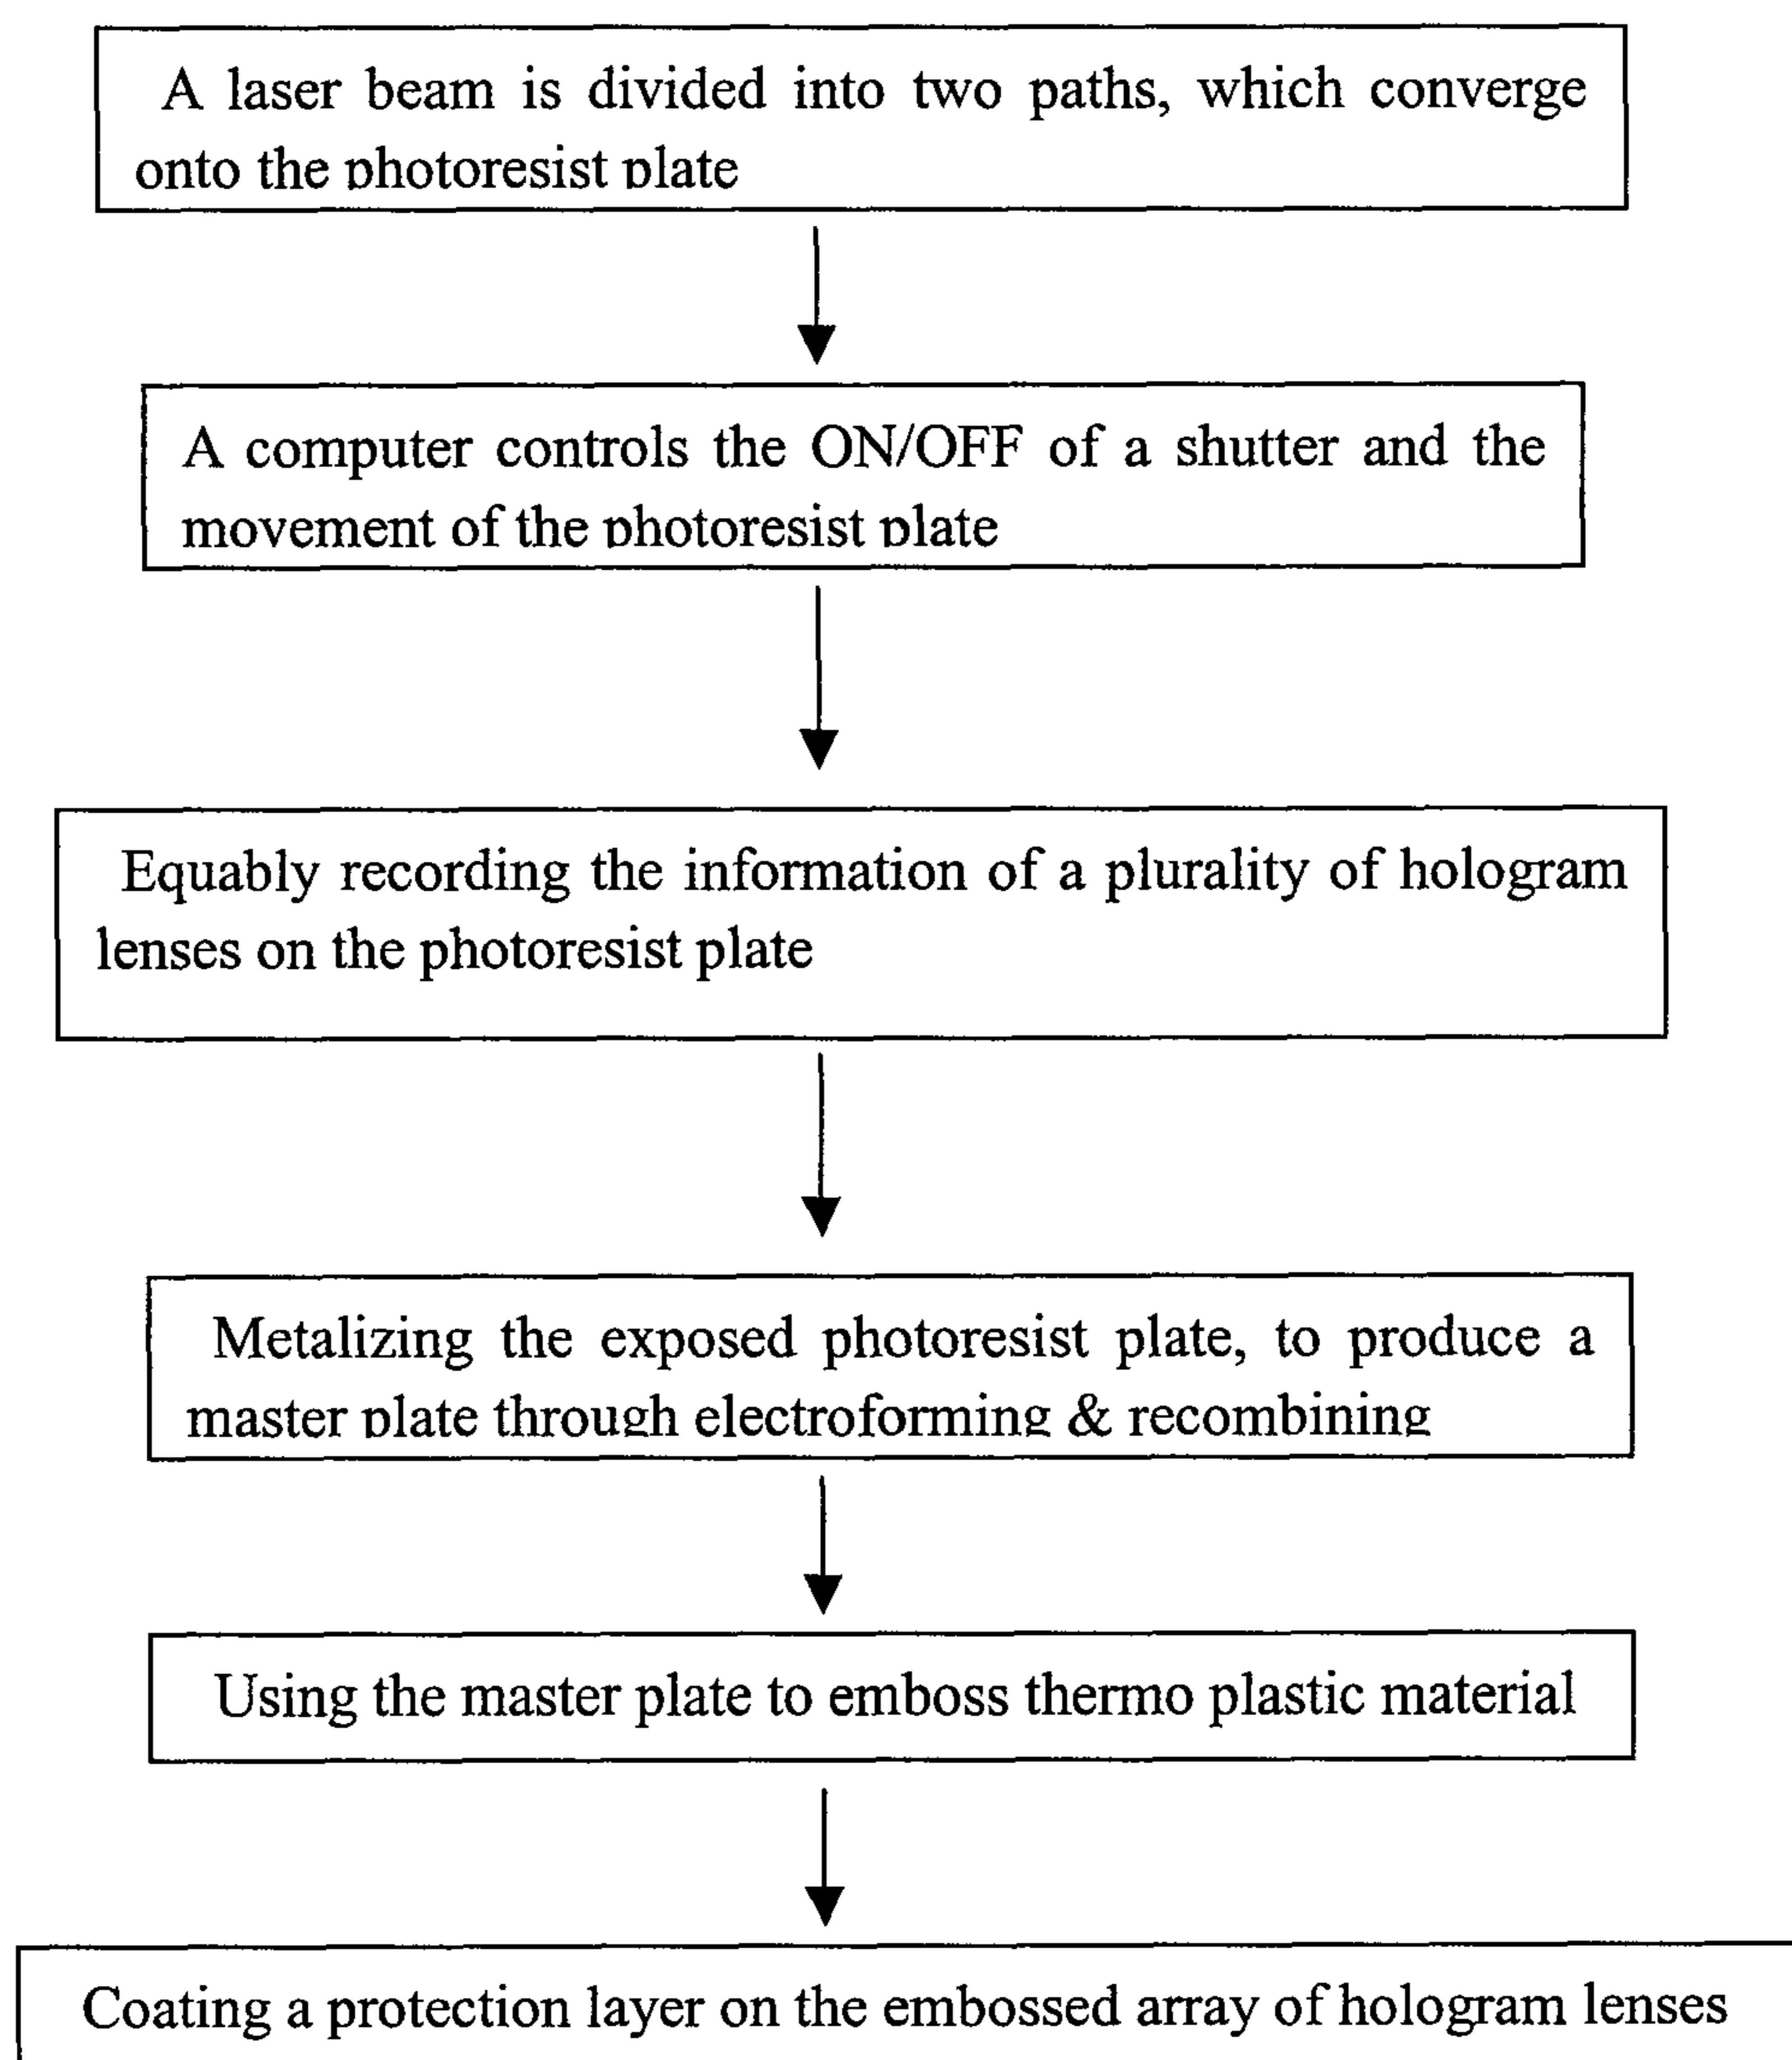 A laser beam is divided into two paths, which converge
onto the photoresist plate
A computer controls the ON/OFF of a shutter and the
movement of the photoresist plate
Equably recording the information of a plurality of hologram
lenses on the photoresist plate
Metalizing the exposed photoresist plate, to produce a
master plate through electroforming & recombining
Using the master plate to emboss thermo plastic material
Coating a protection layer on the embossed array of hologram lenses